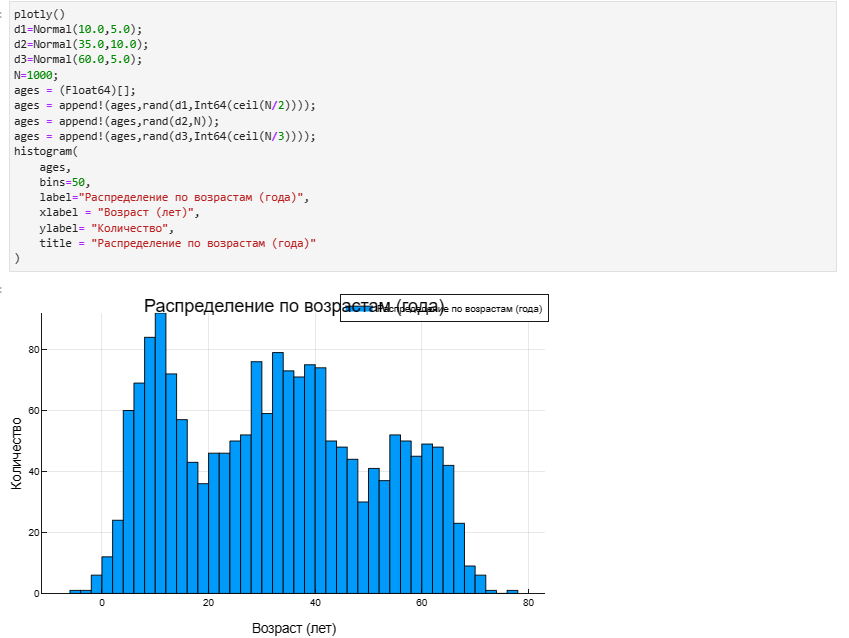 plotly()
d1=Normal(10.0,5.0);
d2=Normal(35.0,10.0);
d3=Normal(60.0,5.0);
N=1000;
ages = (Float64)[];
ages = append!(ages,rand(d1,Int64(ceil(N/2))));
ages = append!(ages,rand(d2,N));
ages = append!(ages,rand(d3,Int64(ceil(N/3))));
histogram(
    ages,
    bins=50,
    label="Распределение по возрастам (года)",
    xlabel = "Возраст (лет)",
    ylabel= "Количество",
    title = "Распределение по возрастам (года)"
)
Распределение по возрастам (года)
Распределение по возрастам (года)
Количество
80
60
40
20
0
0 20 40 60 80
Возраст (лет)